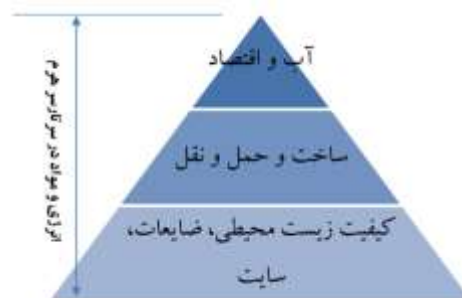 آب و اقتصاد
ساخت و حمل و نقل
کیفیت زیست محیطی، ضایعات،
سایت
انرژی و مواد در سرتاسر هرم